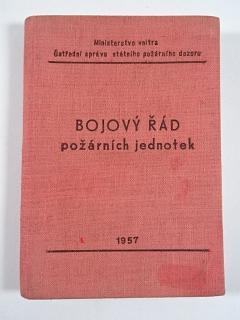 Ministerstvo vnitra
Ústřední správa státního požárního dozoru
BOJOVÝ ŘÁD
požárních jednotek
1957